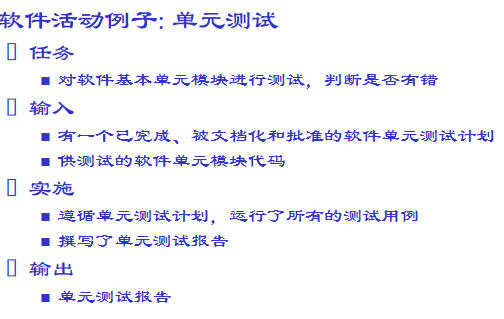 软件活动例子: 单元测试
任务
■ 对软件基本单元模块进行测试，判断是否有错
输入
■ 有一个已完成、被文档化和批准的软件单元测试计划
■ 供测试的软件单元模块代码
实施
■ 遵循单元测试计划，运行了所有的测试用例
■ 撰写了单元测试报告
输出
■ 单元测试报告